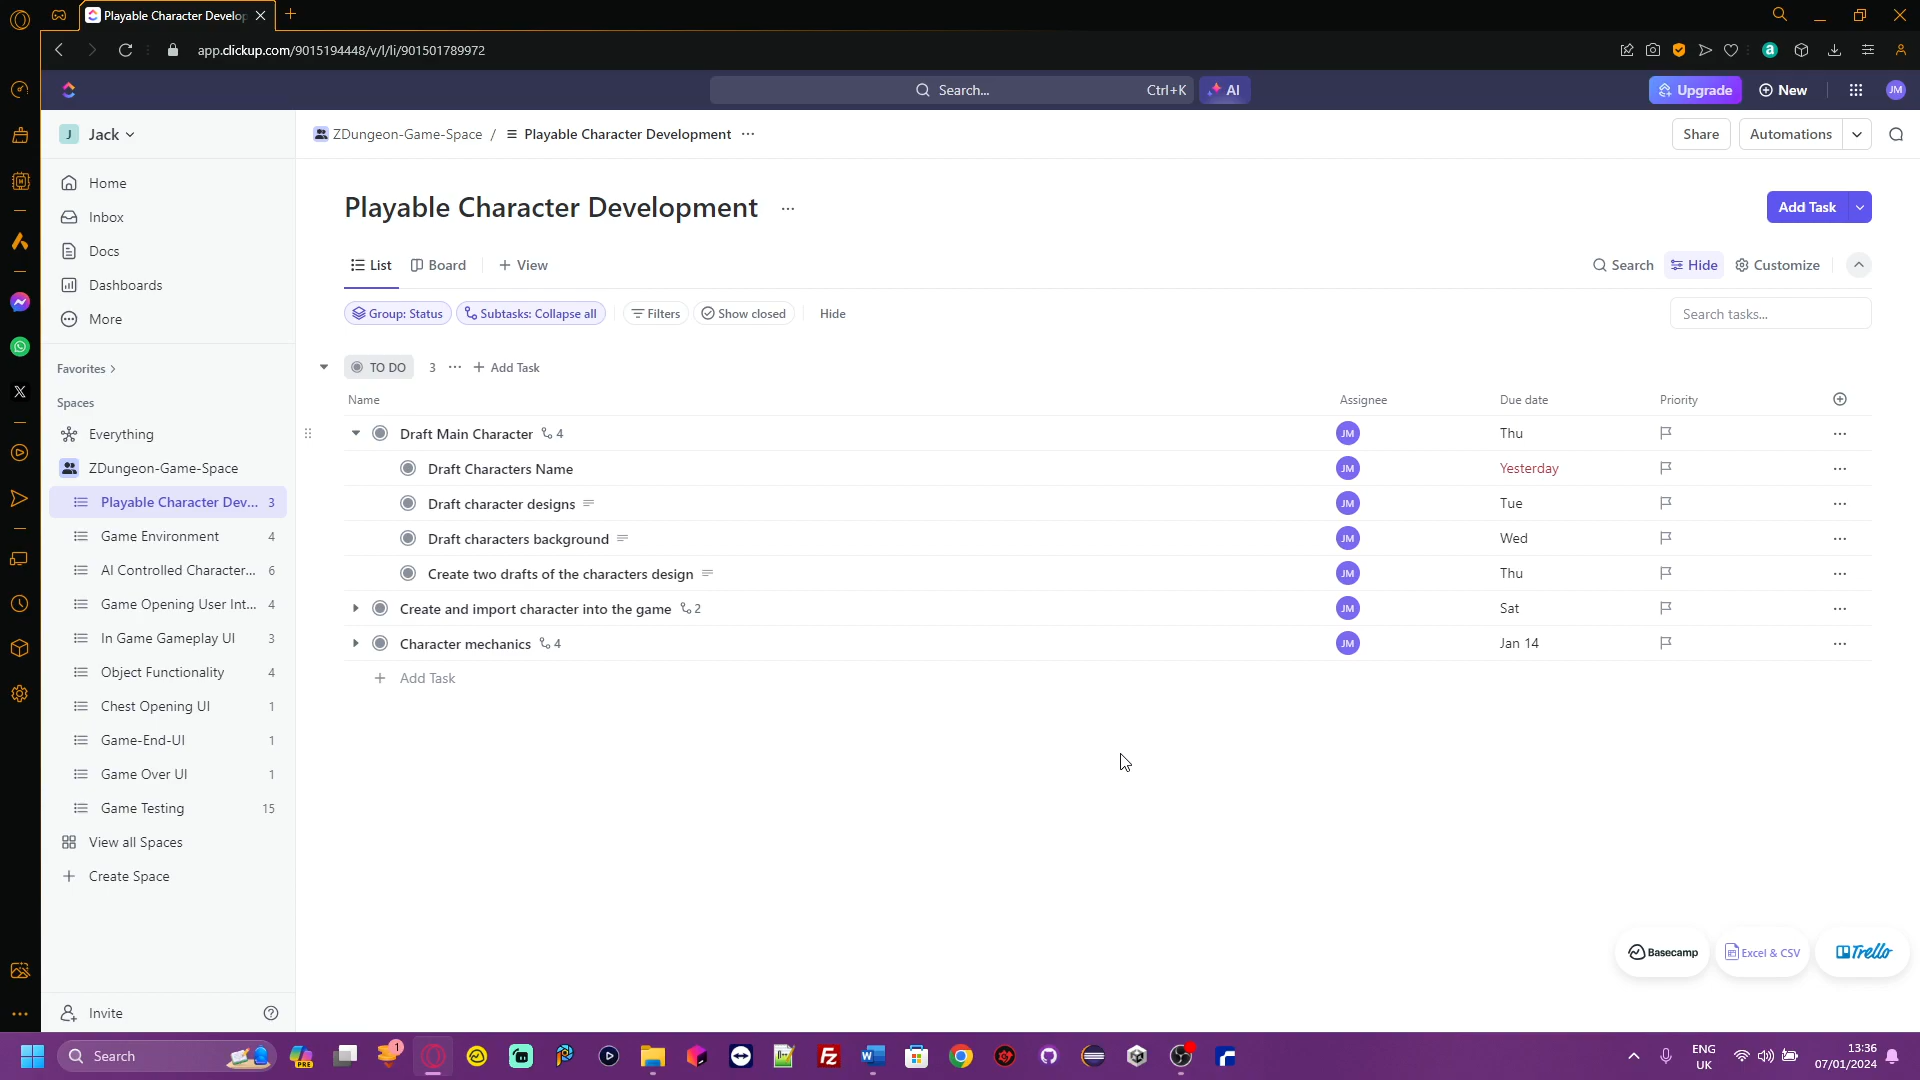 Playable Character Develop
app.clickup.com/9015194448/v/l/li/901501789972
Search... Ctrl+K AI Upgrade New JM
J Jack ZDungeon-Game-Space / Playable Character Development ... Share Automations
Home
Inbox
Docs
Dashboards
More
Favorites
Spaces
Everything
ZDungeon-Game-Space
Playable Character Dev... 3
Game Environment 4
AI Controlled Character... 6
Game Opening User Int... 4
In Game Gameplay UI 3
Object Functionality 4
Chest Opening UI 1
Game-End-UI 1
Game Over UI 1
Game Testing 15
View all Spaces
Create Space
Invite
Playable Character Development ... Add Task
List Board + View Search Hide Customize
Group: Status Subtasks: Collapse all Filters Show closed Hide Search tasks...
TO DO 3 ... + Add Task
Name Assignee Due date Priority
Draft Main Character 4 JM Thu
Draft Characters Name JM Yesterday
Draft character designs JM Tue
Draft characters background JM Wed
Create two drafts of the characters design JM Thu
Create and import character into the game 2 JM Sat
Character mechanics 4 JM Jan 14
+ Add Task
Basecamp Excel & CSV Trello
Search PRE 1 ENG 13:36
UK 07/01/2024